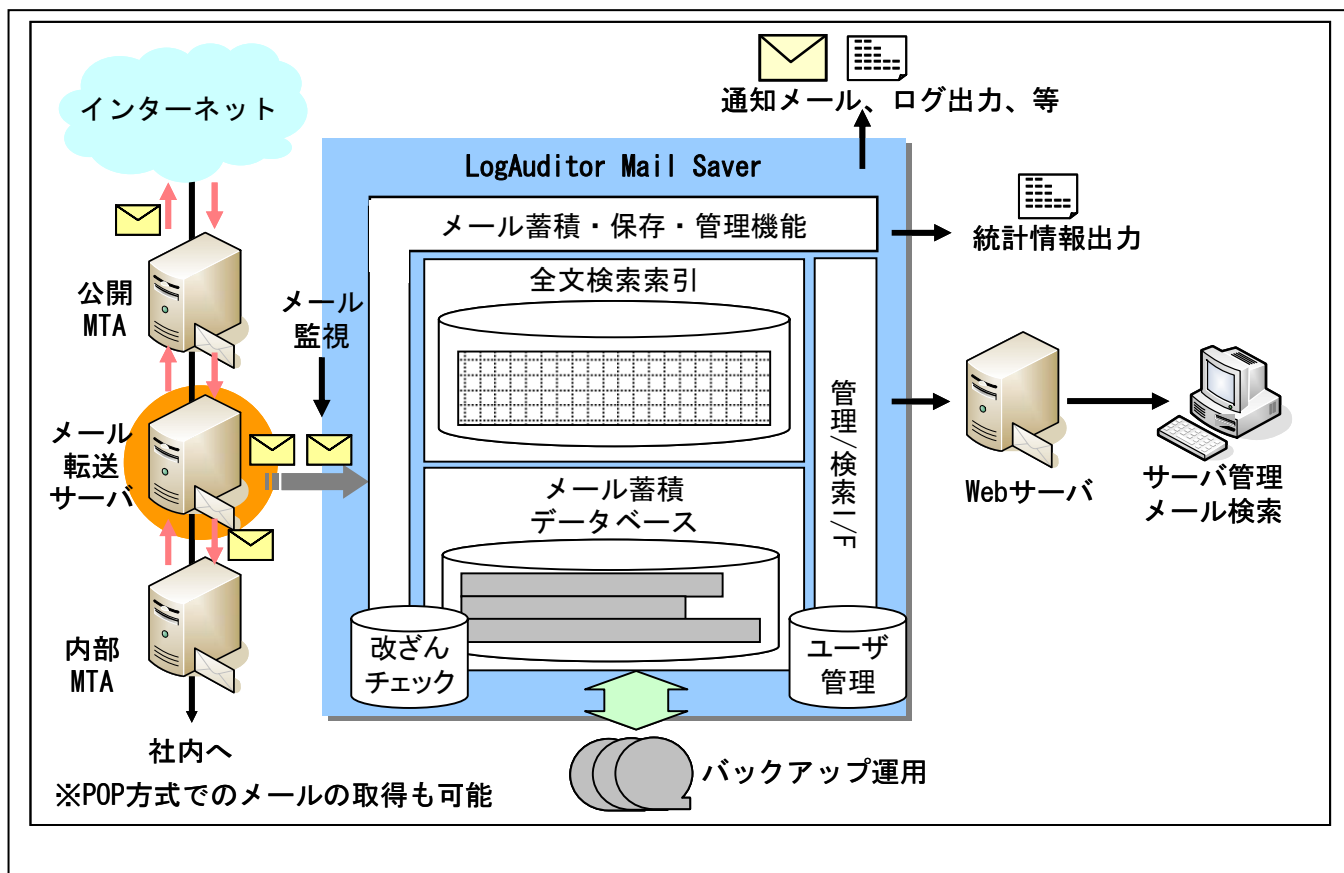 通知メール、ログ出力、等
インターネット
LogAuditor Mail Saver
メール蓄積・保存・管理機能
統計情報出力
全文検索索引
公開
MTA
メール
監視
管理/検索I/F
メール
転送
サーバ
メール蓄積
データベース
Webサーバ
サーバ管理
メール検索
改ざん
チェック
ユーザ
管理
内部
MTA
社内へ
バックアップ運用
※POP方式でのメールの取得も可能